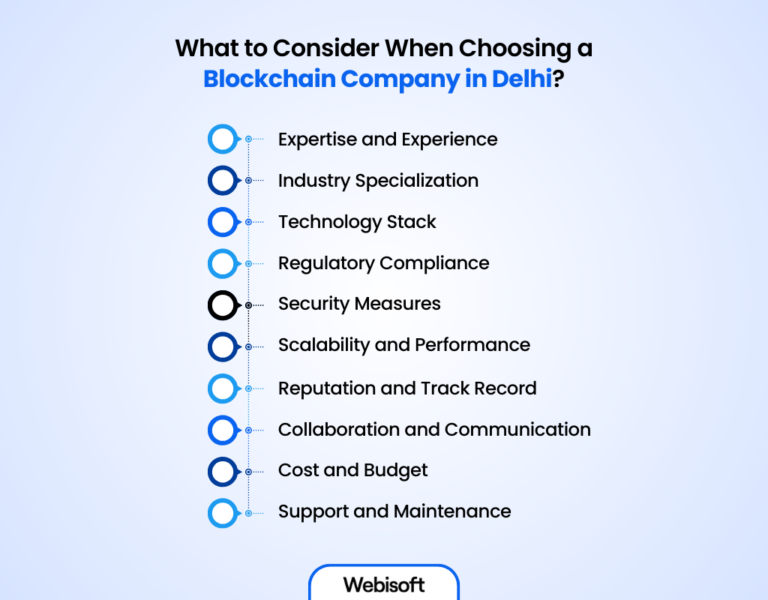 What to Consider When Choosing a
Blockchain Company in Delhi?
Expertise and Experience
Industry Specialization
Technology Stack
Regulatory Compliance
Security Measures
Scalability and Performance
Reputation and Track Record
Collaboration and Communication
Cost and Budget
Support and Maintenance
Webisoft